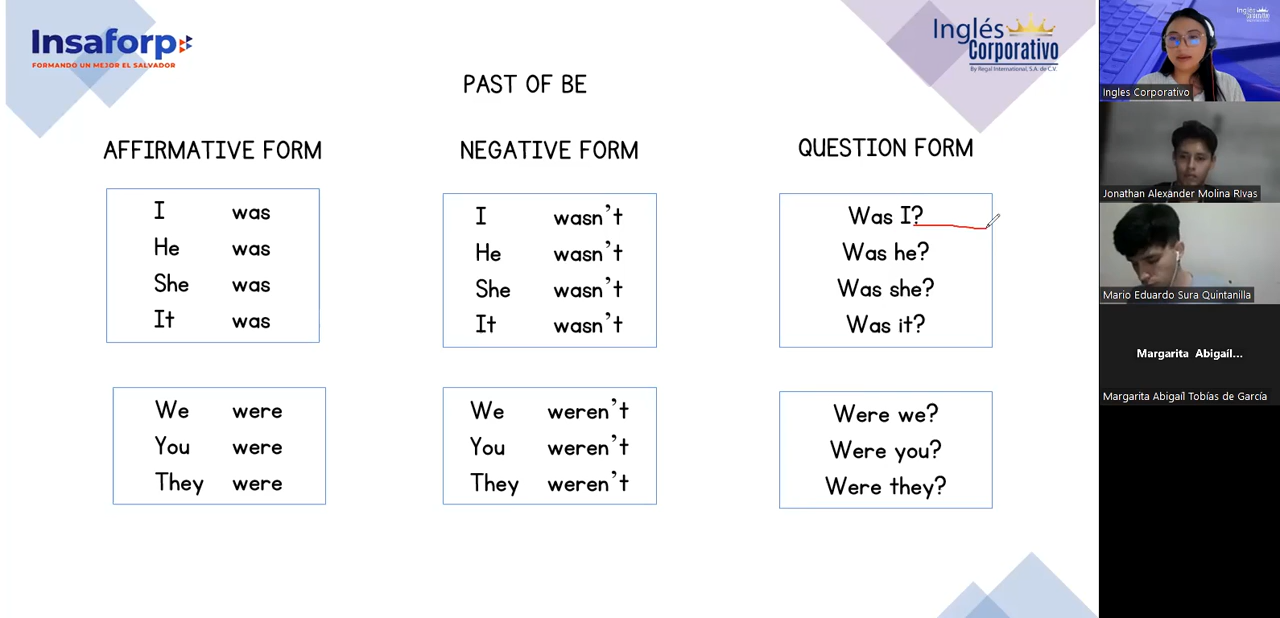 Insaforp
FORMANDO UN MEJOR EL SALVADOR
Inglés
Corporativo
By Regal International, S.A. de C.V.
PAST OF BE
AFFIRMATIVE FORM
I was
He was
She was
It was
We were
You were
They were
NEGATIVE FORM
I wasn't
He wasn't
She wasn't
It wasn't
We weren't
You weren't
They weren't
QUESTION FORM
Was I?
Was he?
Was she?
Was it?
Were we?
Were you?
Were they?
Inglés
Ingles Corporativo
Jonathan Alexander Molina Rivas
Mario Eduardo Sura Quintanilla
Margarita Abigaíl...
Margarita Abigaíl Tobías de García